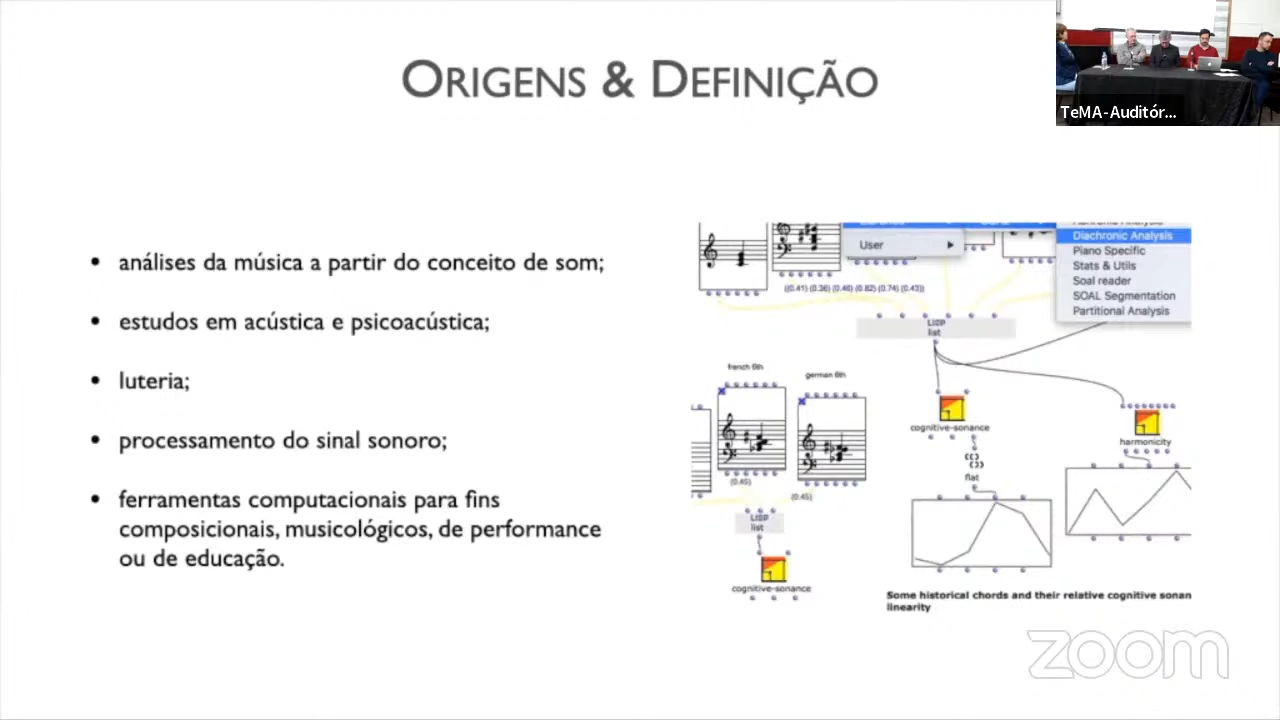 ORIGENS & DEFINIÇÃO
TeMA-Auditór...
• análises da música a partir do conceito de som;
• estudos em acústica e psicoacústica;
• luteria;
• processamento do sinal sonoro;
• ferramentas computacionais para fins
composicionais, musicológicos, de performance
ou de educação.
User
Diachronic Analysis
Piano Specific
Stats & Utils
Soal reader
SOAL Segmentation
Partitional Analysis
((0.41) (0.36) (0.46) (0.82) (0.74) (0.43))
LISP
list
french 6th
german 6th
cognitive-sonance
harmonicity
flat
(0.45)
(0.45)
LISP
list
cognitive-sonance
Some historical chords and their relative cognitive sonan
linearity
zoom